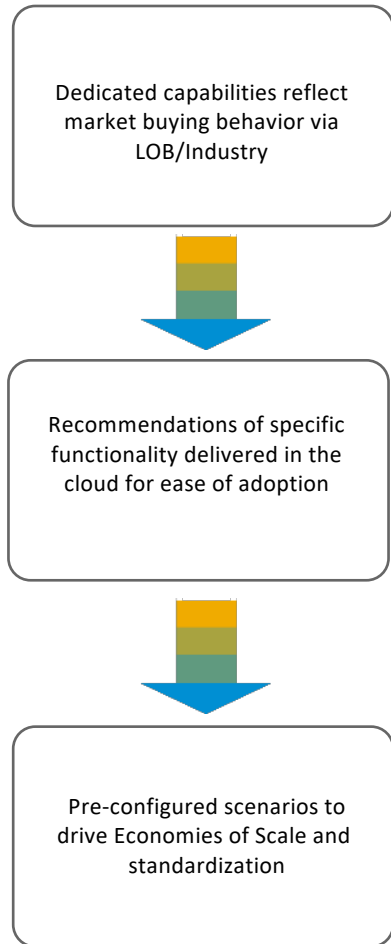 Dedicated capabilities reflect
market buying behavior via
LOB/Industry
Recommendations of specific
functionality delivered in the
cloud for ease of adoption
Pre-configured scenarios to
drive Economies of Scale and
standardization